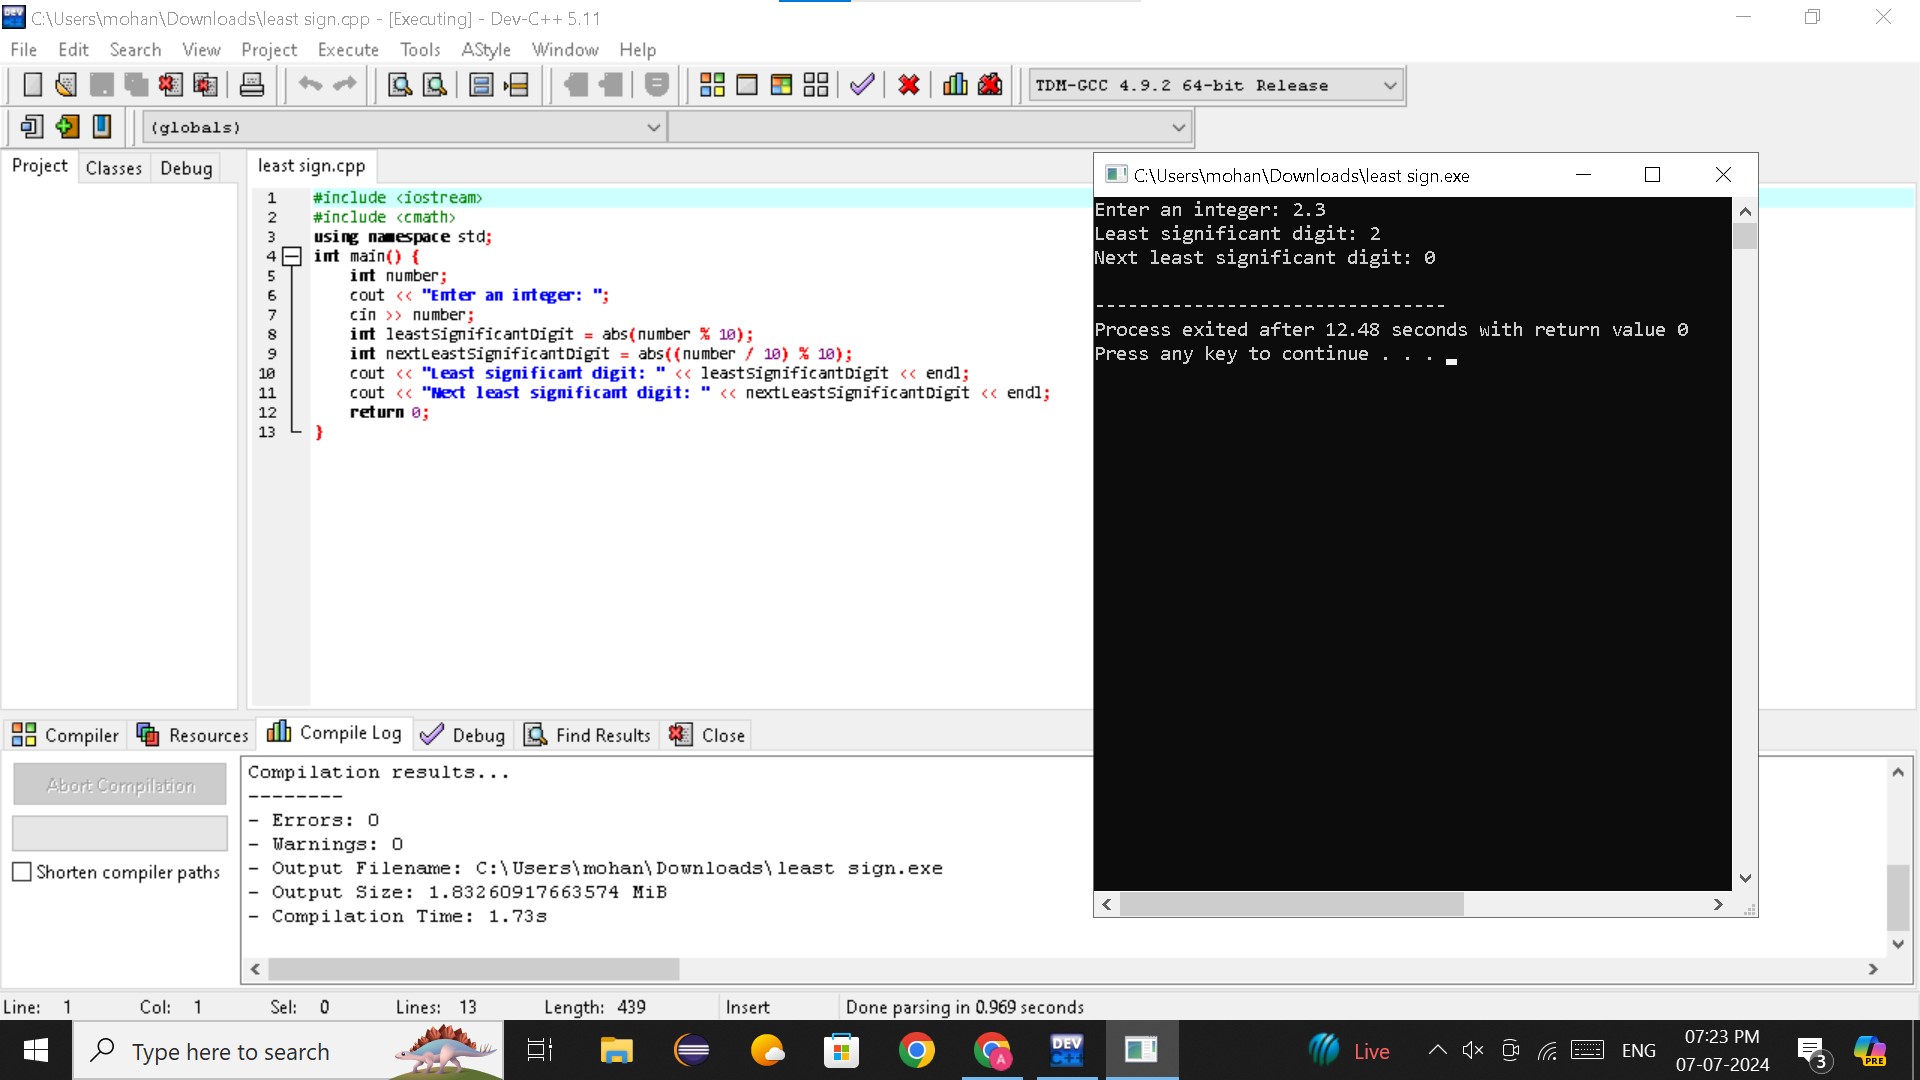 C:\Users\mohan\Downloads\least sign.cpp - [Executing] - Dev-C++ 5.11
File Edit Search View Project Execute Tools AStyle Window Help
TDM-GCC 4.9.2 64-bit Release
(globals)
Project Classes Debug
least sign.cpp
1 #include <iostream>
2 #include <cmath>
3 using namespace std;
4 int main() {
5 int number;
6 cout << "Enter an integer: ";
7 cin >> number;
8 int leastSignificantDigit = abs(number % 10);
9 int nextLeastSignificantDigit = abs((number / 10) % 10);
10 cout << "Least significant digit: " << leastSignificantDigit << endl;
11 cout << "Next least significant digit: " << nextLeastSignificantDigit << endl;
12 return 0;
13 }
C:\Users\mohan\Downloads\least sign.exe
Enter an integer: 2.3
Least significant digit: 2
Next least significant digit: 0
--------------------------------
Process exited after 12.48 seconds with return value 0
Press any key to continue . . .
Compiler Resources Compile Log Debug Find Results Close
Abort Compilation
Shorten compiler paths
Compilation results...
--------
- Errors: 0
- Warnings: 0
- Output Filename: C:\Users\mohan\Downloads\least sign.exe
- Output Size: 1.83260917663574 MiB
- Compilation Time: 1.73s
Line: 1 Col: 1 Sel: 0 Lines: 13 Length: 439 Insert Done parsing in 0.969 seconds
Type here to search
DEV C++
A
Live
ENG
07:23 PM
07-07-2024
3
PRE